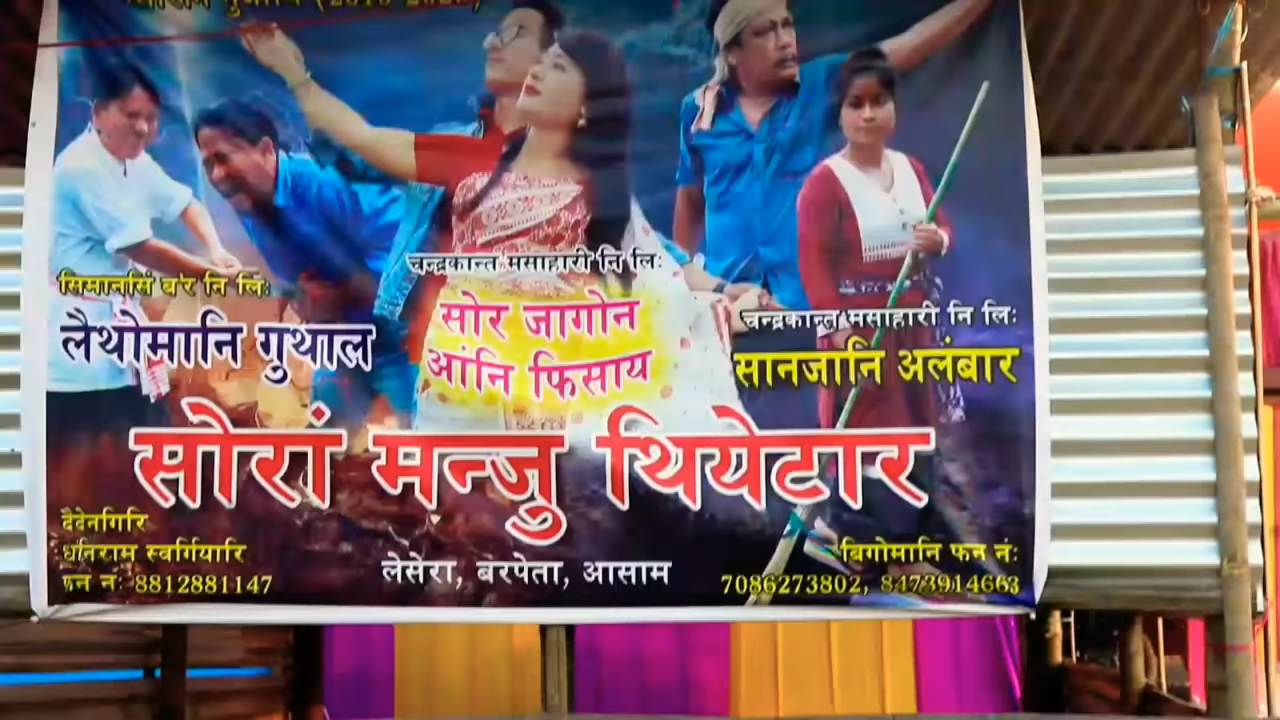 सिमानसिं ब'र नि लिः
लैथोमानि गुथाल
चन्द्रकान्त मसाहारी नि लिः
सोर जागोन
आंनि फिसाय
चन्द्रकान्त मसाहारी नि लिः
सानजानि अलंबार
सोरां मन्जु थियेटार
दैदेनगिरि
धनिराम स्वर्गियारि
फन नं 8812881147
लेसेरा, बरपेता, आसाम
बिगोमानि फन नंः
7086273802, 8473914663